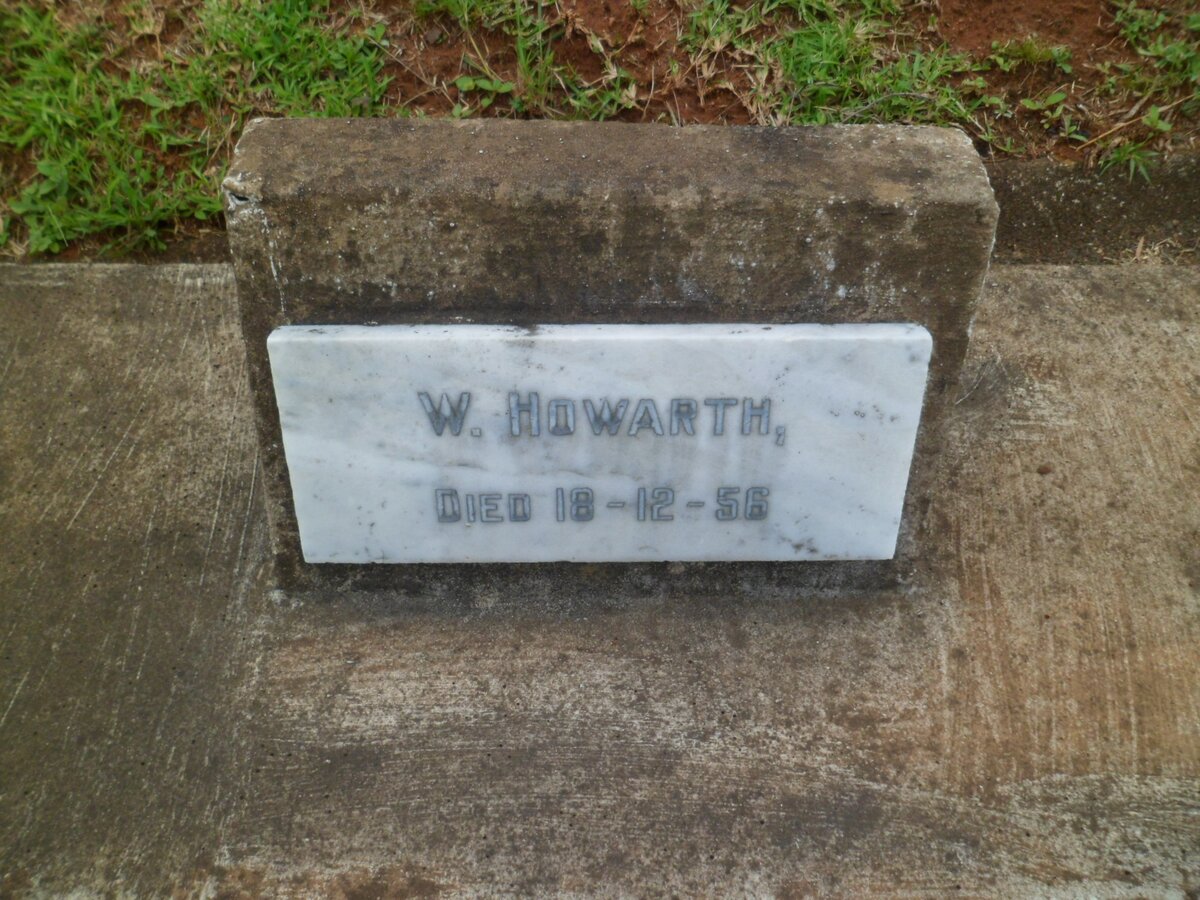 W. HOWARTH,
DIED 18-12-56